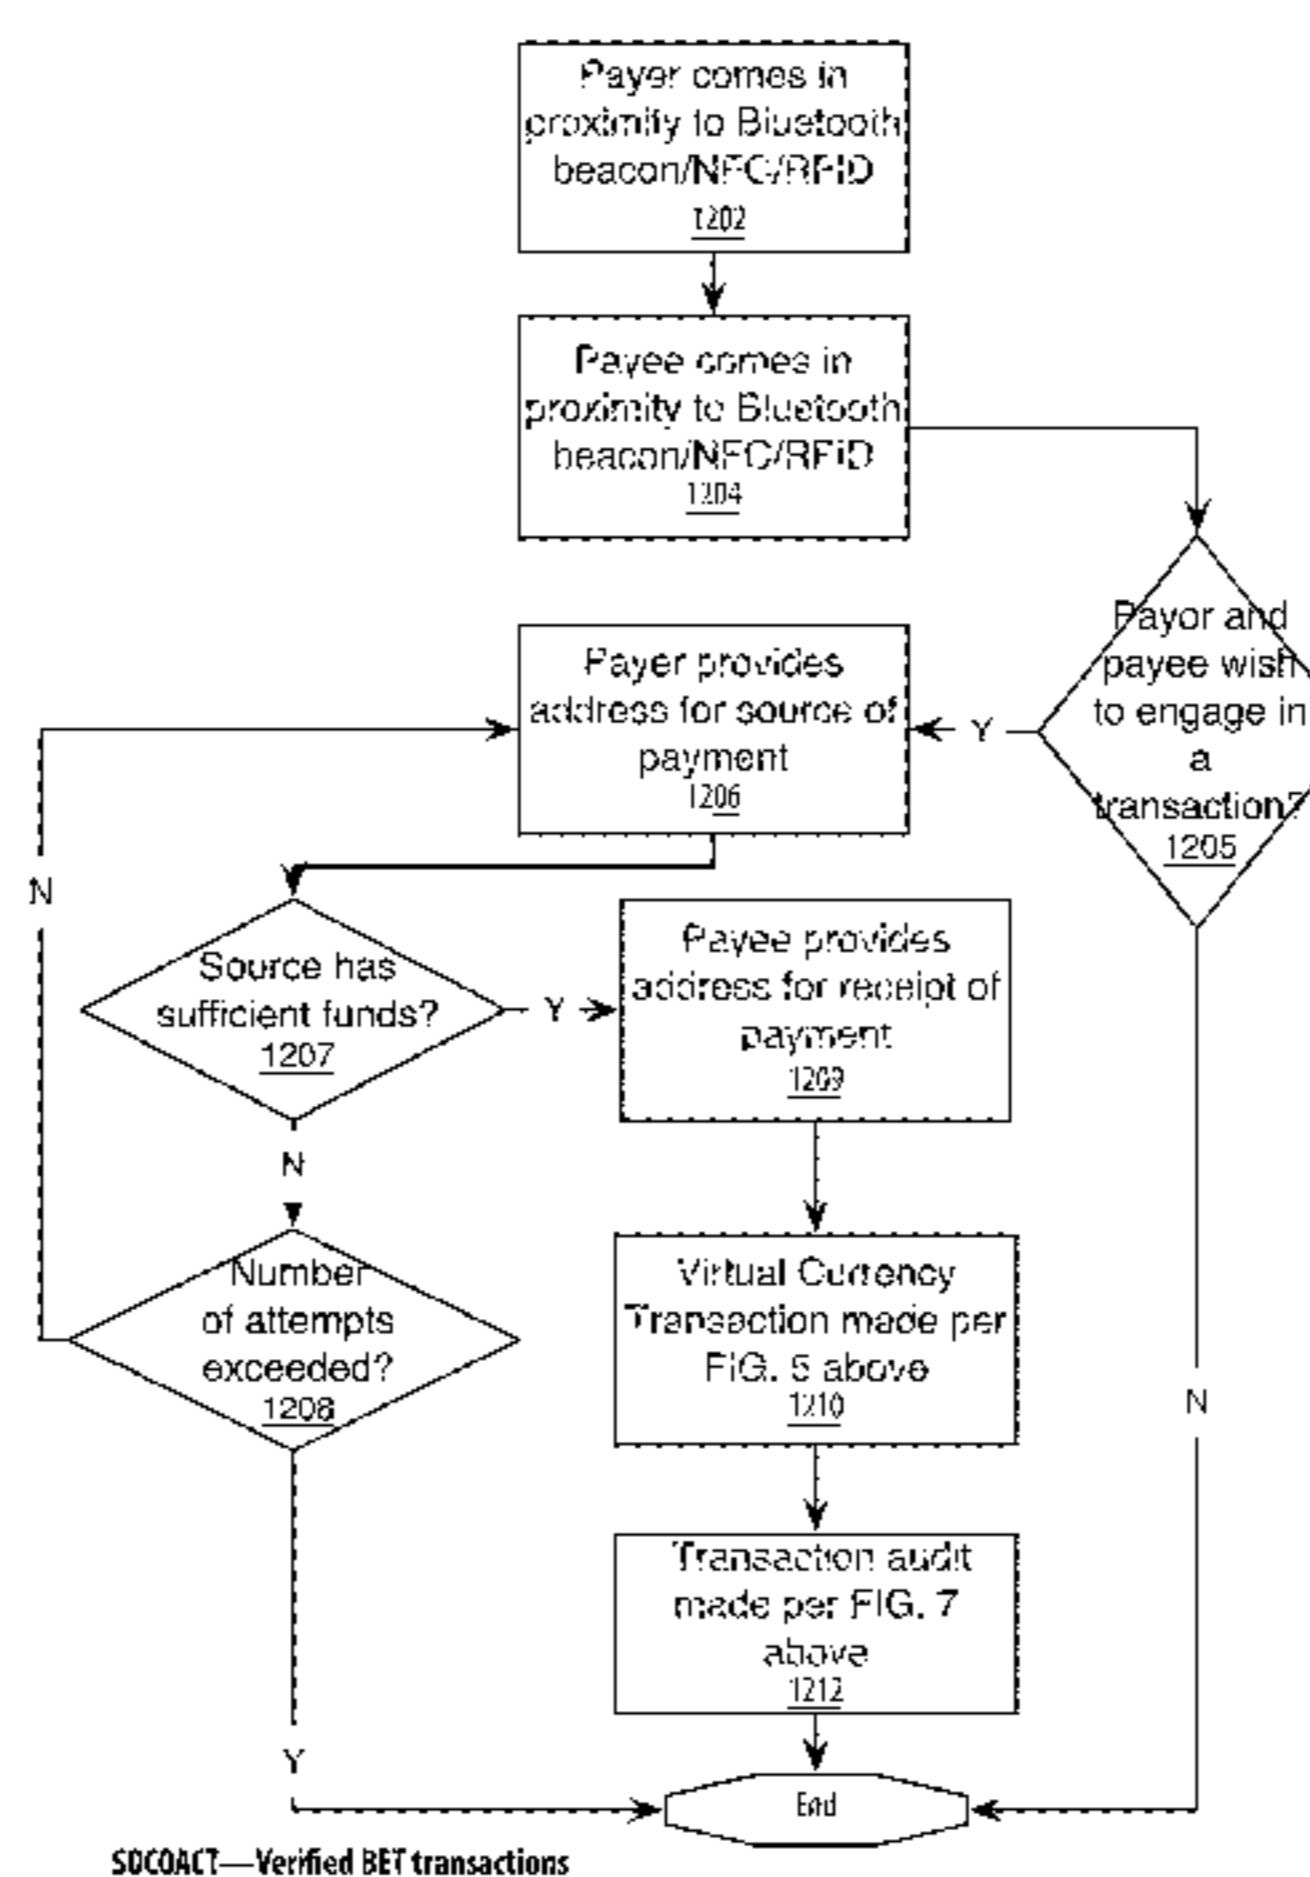 Payer comes in
proximity to Bluetooth
beacon/NFC/RFID
1202
Payee comes in
proximity to Bluetooth
beacon/NFC/RFID
1204
Payor and
payee wish
to engage in
a
transaction?
1205
Payer provides
address for source of
payment
1206
Y
N
Source has
sufficient funds?
1207
Y
Payee provides
address for receipt of
payment
1209
N
Number
of attempts
exceeded?
1208
Virtual Currency
Transaction made per
FIG. 5 above
1210
N
Transaction audit
made per FIG. 7
above
1212
Y
End
SOCOACT—Verified BET transactions